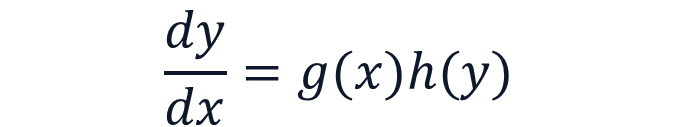 dy/dx = g(x)h(y)